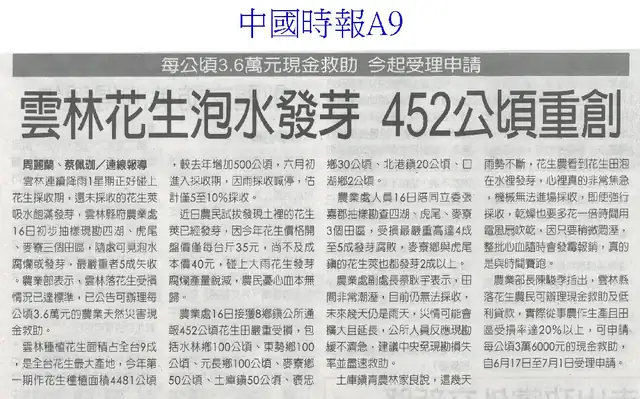 中國時報A9
每公頃3.6萬元現金救助 今起受理申請
雲林花生泡水發芽 452公頃重創
周麗蘭、蔡佩珈／連線報導
雲林連續降雨1星期正好碰上
花生採收期，還未採收的花生莢
吸水飽滿發芽，雲林縣府農業處
16日初步抽樣現勘四湖、虎尾
、麥寮三個田區，隨處可見泡水
腐爛或發芽，最嚴重者5成失收
。農業部表示，雲林落花生受損
情況已達標準，已公告可辦理每
公頃3.6萬元的農業天然災害現
金救助。
雲林種植花生面積占全台9成
，是全台花生最大產地，今年第
一期作花生種植面積4481公頃
，較去年增加500公頃，六月初
進入採收期，因雨採收喊停，估
計僅5至10%採收。
近日農民試拔發現土裡的花生
莢已經發芽，因今年花生價格開
盤價僅每台斤35元，尚不及成
本價40元，碰上大雨花生發芽
腐爛產量銳減，農民憂心血本無
歸。
農業處16日接獲8鄉鎮公所通
報452公頃花生田嚴重受損，包
括水林鄉100公頃、東勢鄉100
公頃、元長鄉100公頃、麥寮鄉
50公頃、土庫鎮50公頃、褒忠
鄉30公頃、北港鎮20公頃、口
湖鄉2公頃。
農業處人員16日陪同立委張
嘉郡抽樣勘查四湖、虎尾、麥寮
3個田區，受損最嚴重高達4成
至5成發芽腐敗，麥寮鄉與虎尾
鎮的花生莢也都發芽2成以上。
農業處副處長蔡耿宇表示，田
間非常潮溼，目前仍無法採收，
未來幾天仍是雨天，災情可能會
擴大且延長，公所人員反應現勘
緩不濟急，建議中央免現勘損失
率並盡速救助。
土庫鎮青農林家良說，這幾天
雨勢不斷，花生農看到花生田泡
在水裡發芽，心裡真的非常焦急
，機械無法進場採收，即使強行
採收，乾燥也要多花一倍時間用
電風扇吹乾，因只要稍微悶溼，
整批心血隨時會發霉報銷，真的
是與時間賽跑。
農業部長陳駿季指出，雲林縣
落花生農民可辦理現金救助及低
利貸款，實際從事農作生產且田
區受損率達20%以上，可申請
每公頃3萬6000元的現金救助，
自6月17日至7月1日受理申請。